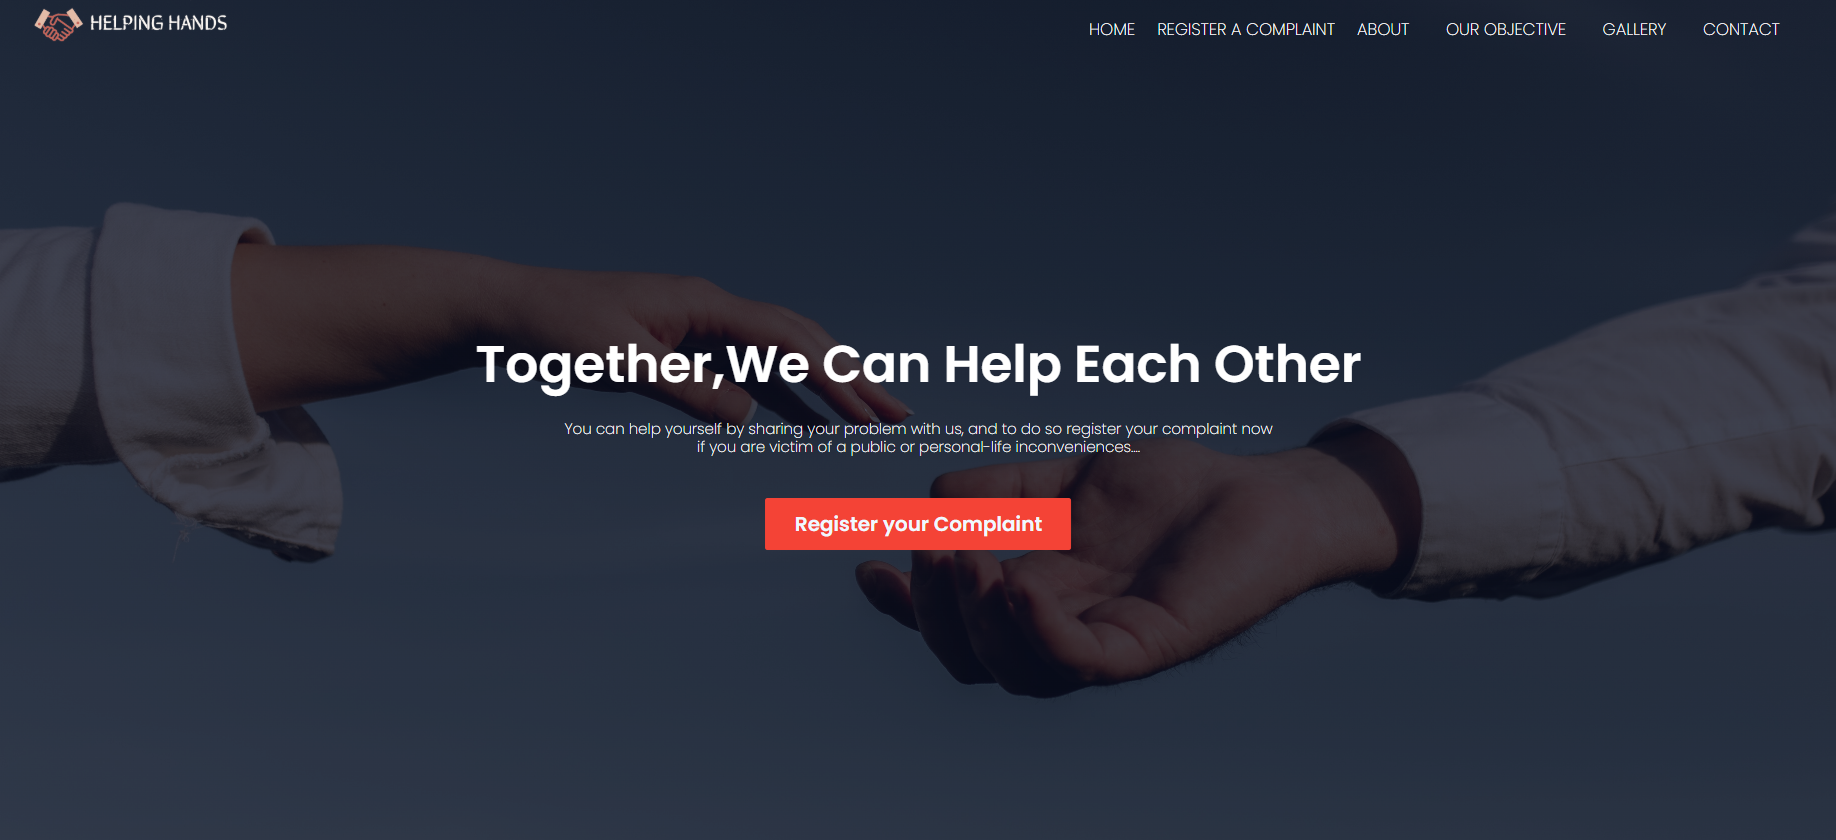 HELPING HANDS
HOME REGISTER A COMPLAINT ABOUT OUR OBJECTIVE GALLERY CONTACT
Together,We Can Help Each Other
You can help yourself by sharing your problem with us, and to do so register your complaint now
if you are victim of a public or personal-life inconveniences....
Register your Complaint